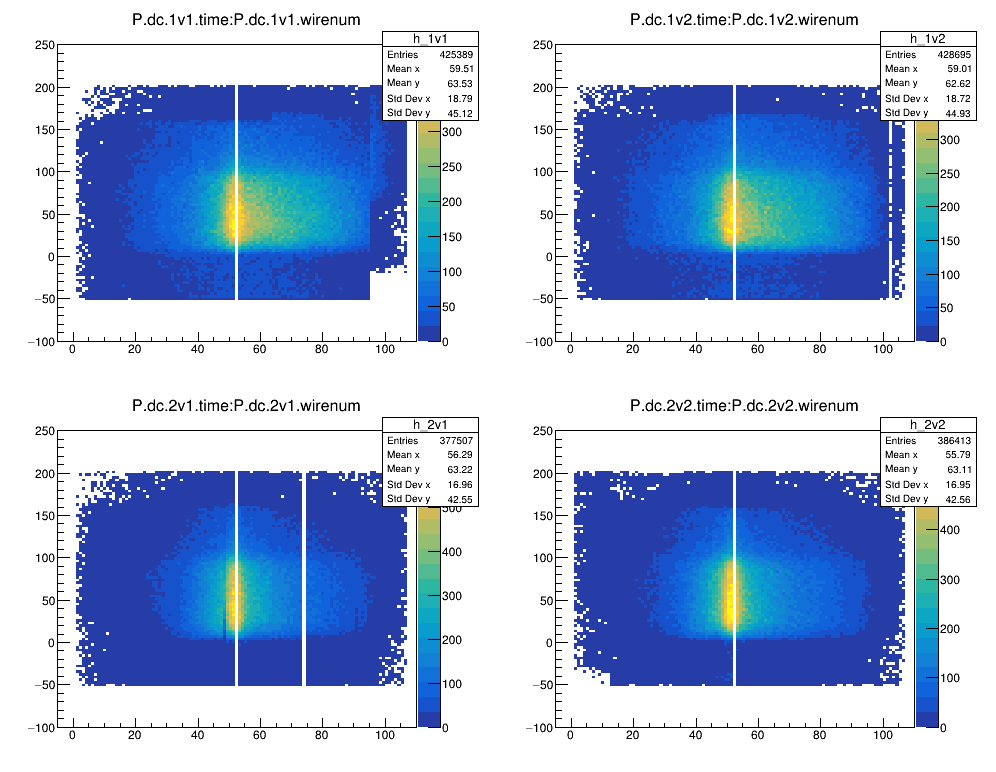 P.dc.1v1.time:P.dc.1v1.wirenum
h_1v1
Entries 425389
Mean x 59.51
Mean y 63.53
Std Dev x 18.79
Std Dev y 45.12
250
200
150
100
50
0
−50
−100
0 20 40 60 80 100
300
250
200
150
100
50
0
P.dc.1v2.time:P.dc.1v2.wirenum
h_1v2
Entries 428695
Mean x 59.01
Mean y 62.62
Std Dev x 18.72
Std Dev y 44.93
250
200
150
100
50
0
−50
−100
0 20 40 60 80 100
300
250
200
150
100
50
0
P.dc.2v1.time:P.dc.2v1.wirenum
h_2v1
Entries 377507
Mean x 56.29
Mean y 63.22
Std Dev x 16.96
Std Dev y 42.55
250
200
150
100
50
0
−50
−100
0 20 40 60 80 100
500
400
300
200
100
0
P.dc.2v2.time:P.dc.2v2.wirenum
h_2v2
Entries 386413
Mean x 55.79
Mean y 63.11
Std Dev x 16.95
Std Dev y 42.56
250
200
150
100
50
0
−50
−100
0 20 40 60 80 100
400
300
200
100
0